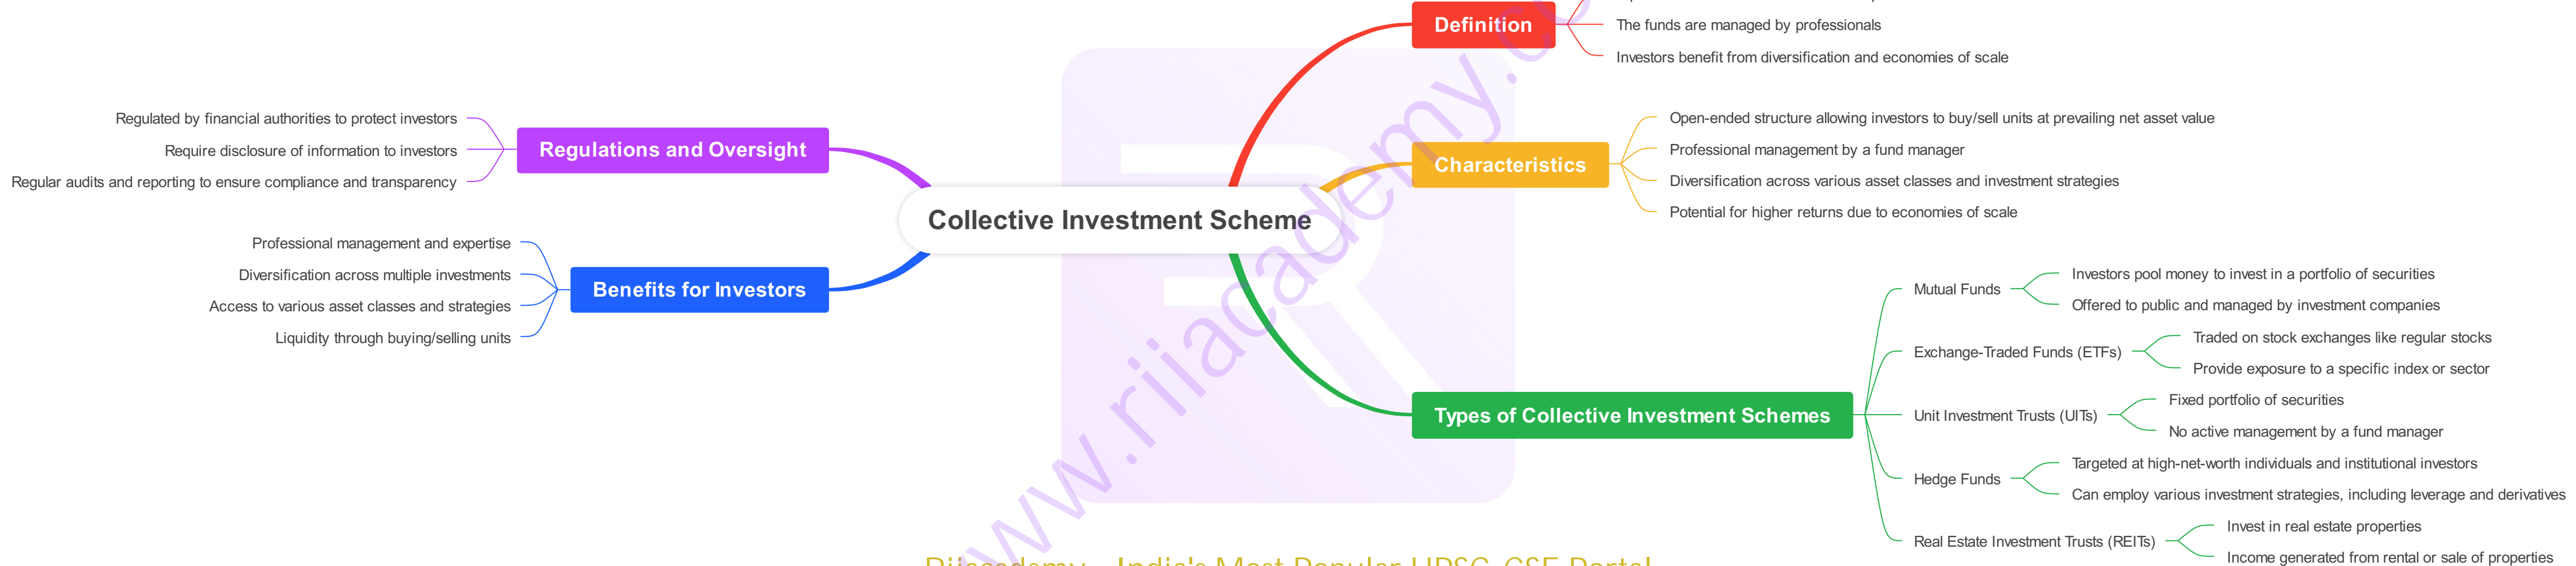 Definition
The funds are managed by professionals
Investors benefit from diversification and economies of scale
Regulated by financial authorities to protect investors
Require disclosure of information to investors
Regular audits and reporting to ensure compliance and transparency
Regulations and Oversight
Collective Investment Scheme
Characteristics
Open-ended structure allowing investors to buy/sell units at prevailing net asset value
Professional management by a fund manager
Diversification across various asset classes and investment strategies
Potential for higher returns due to economies of scale
Professional management and expertise
Diversification across multiple investments
Access to various asset classes and strategies
Liquidity through buying/selling units
Benefits for Investors
Types of Collective Investment Schemes
Mutual Funds
Investors pool money to invest in a portfolio of securities
Offered to public and managed by investment companies
Exchange-Traded Funds (ETFs)
Traded on stock exchanges like regular stocks
Provide exposure to a specific index or sector
Unit Investment Trusts (UITs)
Fixed portfolio of securities
No active management by a fund manager
Hedge Funds
Targeted at high-net-worth individuals and institutional investors
Can employ various investment strategies, including leverage and derivatives
Real Estate Investment Trusts (REITs)
Invest in real estate properties
Income generated from rental or sale of properties
www.rijiacademy.co
India's Most Popular UPSC-CSE Portal